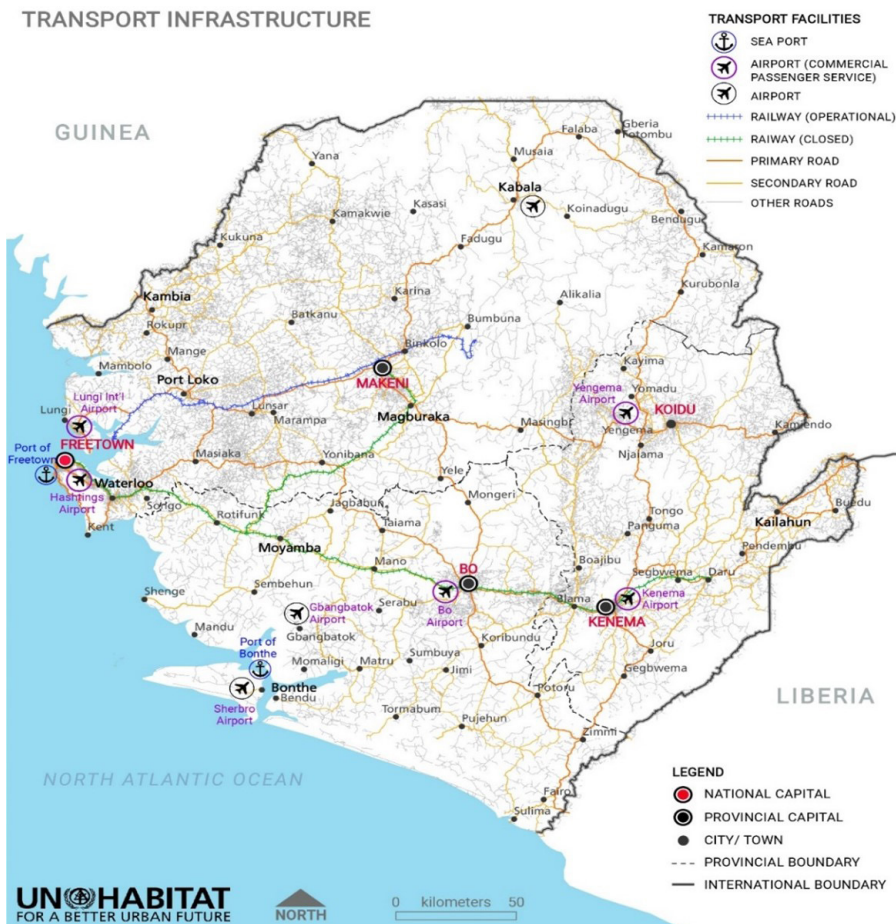 TRANSPORT INFRASTRUCTURE
TRANSPORT FACILITIES
SEA PORT
AIRPORT (COMMERCIAL
PASSENGER SERVICE)
AIRPORT
RAILWAY (OPERATIONAL)
RAIWAY (CLOSED)
PRIMARY ROAD
SECONDARY ROAD
OTHER ROADS
GUINEA
Gberia
Fotombu
Falaba
Musaia
Yana
Kabala
Kasasi
Koinadugu
Bendugu
Kamakwie
Kukuna
Fadugu
Kamaron
Kurubonla
Karina
Alikalia
Kambia
Batkanu
Bumbuna
Rokupr
Binkolo
Mange
Kayima
Mambolo
MAKENI
Port Loko
Yengema
Airport
Yomadu
Lungi Int'l
Airport
KOIDU
Lungi
Lunsar
Marampa
Magburaka
Masingbi
Yengema
Kamiendo
FREETOWN
Njaiama
Port of
Freetown
Masiaka
Yonibana
Yele
Waterloo
Hashtings
Airport
Songo
Mongeri
Buedu
Rotifunk
Jagbabun
Taiama
Tongo
Kailahun
Kent
Panguma
Moyamba
Pendembu
Mano
BO
Boajibu
Segbwema
Daru
Shenge
Sembehun
Serabu
Bo
Airport
Blama
Kenema
Airport
Gbangbatok
Airport
KENEMA
Mandu
Gbangbatok
Koribundu
Joru
Port of
Bonthe
Momaligi
Matru
Sumbuya
Jimi
Gegbwema
Bonthe
Bendu
Potoru
LIBERIA
Sherbro
Airport
Tormabum
Pujehun
Zimmi
NORTH ATLANTIC OCEAN
LEGEND
NATIONAL CAPITAL
Fairo
PROVINCIAL CAPITAL
Sulima
CITY/ TOWN
PROVINCIAL BOUNDARY
INTERNATIONAL BOUNDARY
UN HABITAT
FOR A BETTER URBAN FUTURE
NORTH
0 kilometers 50